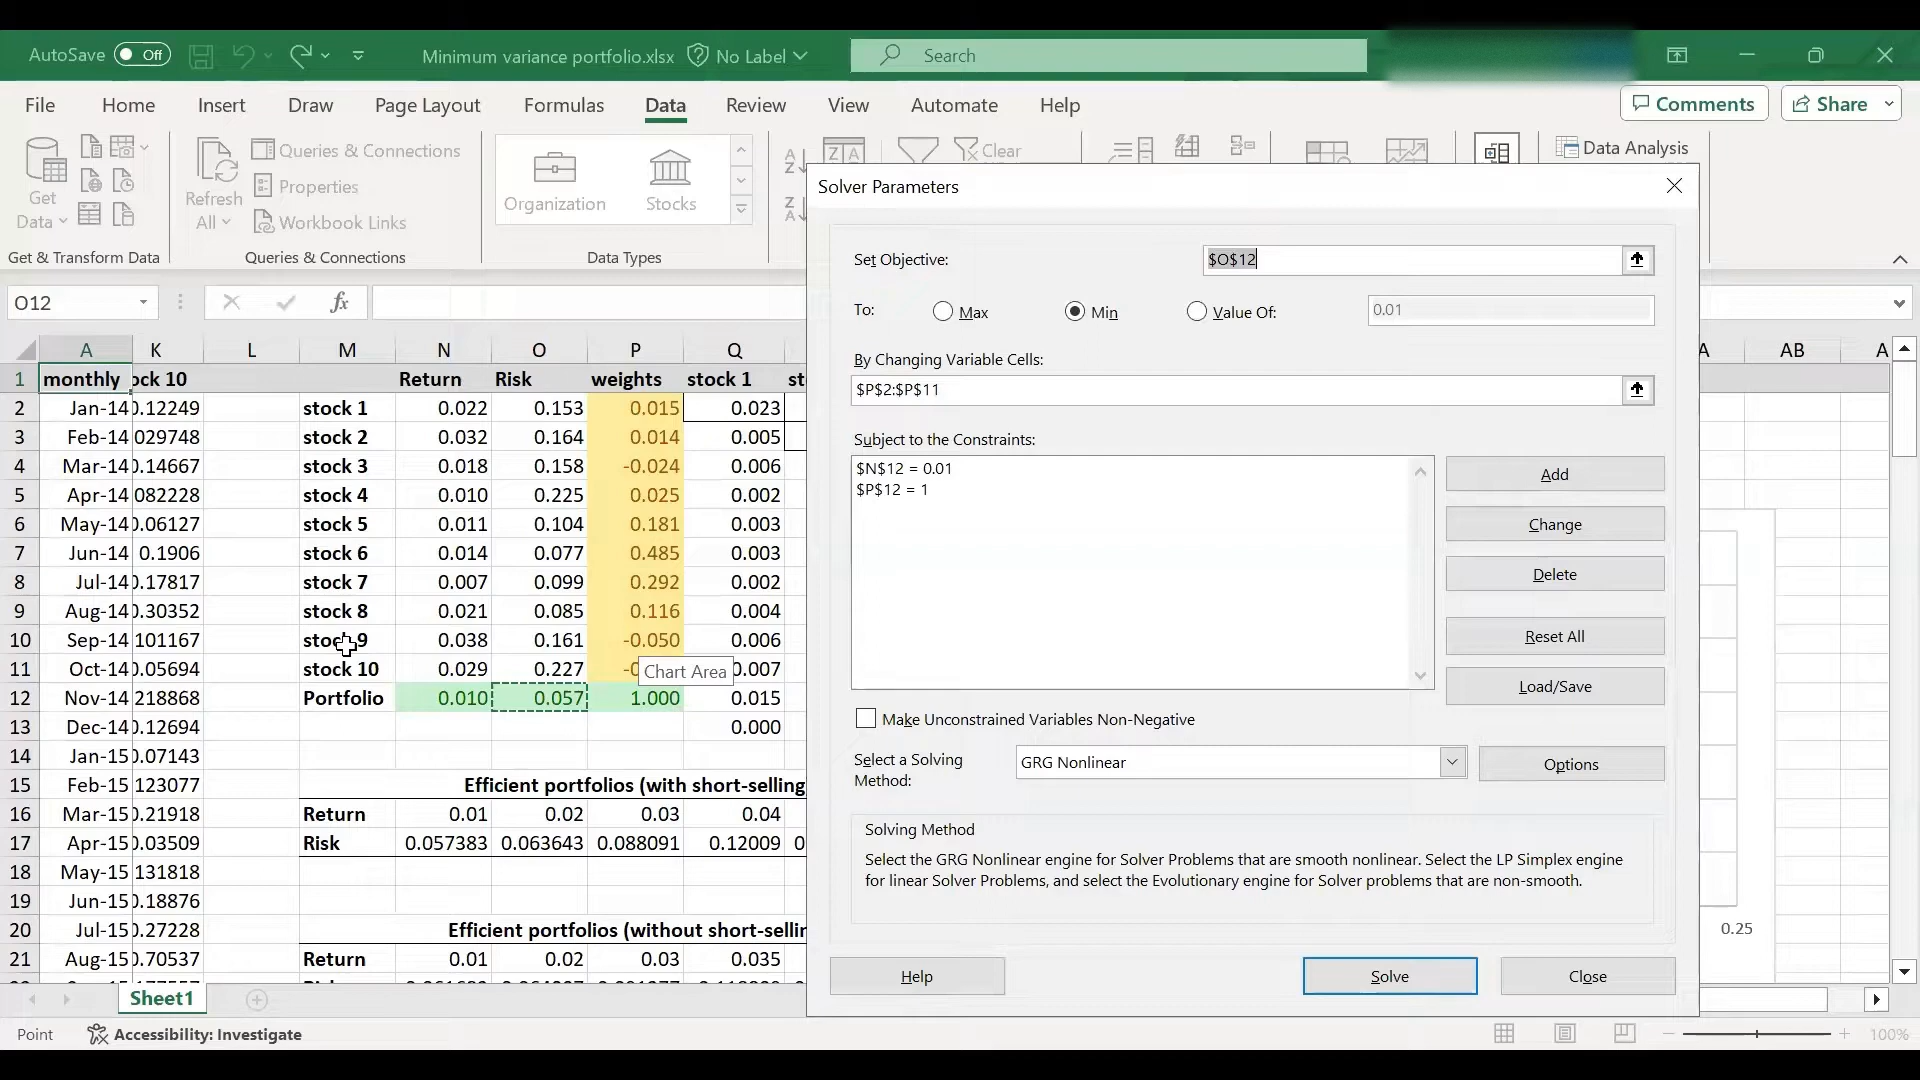 AutoSave Off Minimum variance portfolio.xlsx No Label Search
File Home Insert Draw Page Layout Formulas Data Review View Automate Help Comments Share
Get Data
Refresh All
Queries & Connections
Properties
Workbook Links
Organization Stocks
Clear
Data Analysis
Get & Transform Data Queries & Connections Data Types
O12 fx
A K L M N O P Q AB A
1 monthly ock 10 Return Risk weights stock 1 st
2 Jan-14 0.12249 stock 1 0.022 0.153 0.015 0.023
3 Feb-14 029748 stock 2 0.032 0.164 0.014 0.005
4 Mar-14 0.14667 stock 3 0.018 0.158 -0.024 0.006
5 Apr-14 082228 stock 4 0.010 0.225 0.025 0.002
6 May-14 0.06127 stock 5 0.011 0.104 0.181 0.003
7 Jun-14 0.1906 stock 6 0.014 0.077 0.485 0.003
8 Jul-14 0.17817 stock 7 0.007 0.099 0.292 0.002
9 Aug-14 0.30352 stock 8 0.021 0.085 0.116 0.004
10 Sep-14 101167 stock 9 0.038 0.161 -0.050 0.006
11 Oct-14 0.05694 stock 10 0.029 0.227 Chart Area 0.007
12 Nov-14 218868 Portfolio 0.010 0.057 1.000 0.015
13 Dec-14 0.12694 0.000
14 Jan-15 0.07143
15 Feb-15 123077 Efficient portfolios (with short-selling
16 Mar-15 0.21918 Return 0.01 0.02 0.03 0.04
17 Apr-15 0.03509 Risk 0.057383 0.063643 0.088091 0.12009 0
18 May-15 131818
19 Jun-15 0.18876
20 Jul-15 0.27228 Efficient portfolios (without short-sellin
21 Aug-15 0.70537 Return 0.01 0.02 0.03 0.035
Solver Parameters
Set Objective: $O$12
To: Max Min Value Of: 0.01
By Changing Variable Cells:
$P$2:$P$11
Subject to the Constraints:
$N$12 = 0.01
$P$12 = 1
Add
Change
Delete
Reset All
Load/Save
Make Unconstrained Variables Non-Negative
Select a Solving Method: GRG Nonlinear Options
Solving Method
Select the GRG Nonlinear engine for Solver Problems that are smooth nonlinear. Select the LP Simplex engine
for linear Solver Problems, and select the Evolutionary engine for Solver problems that are non-smooth.
Help Solve Close
0.25
Sheet1
Point Accessibility: Investigate 100%